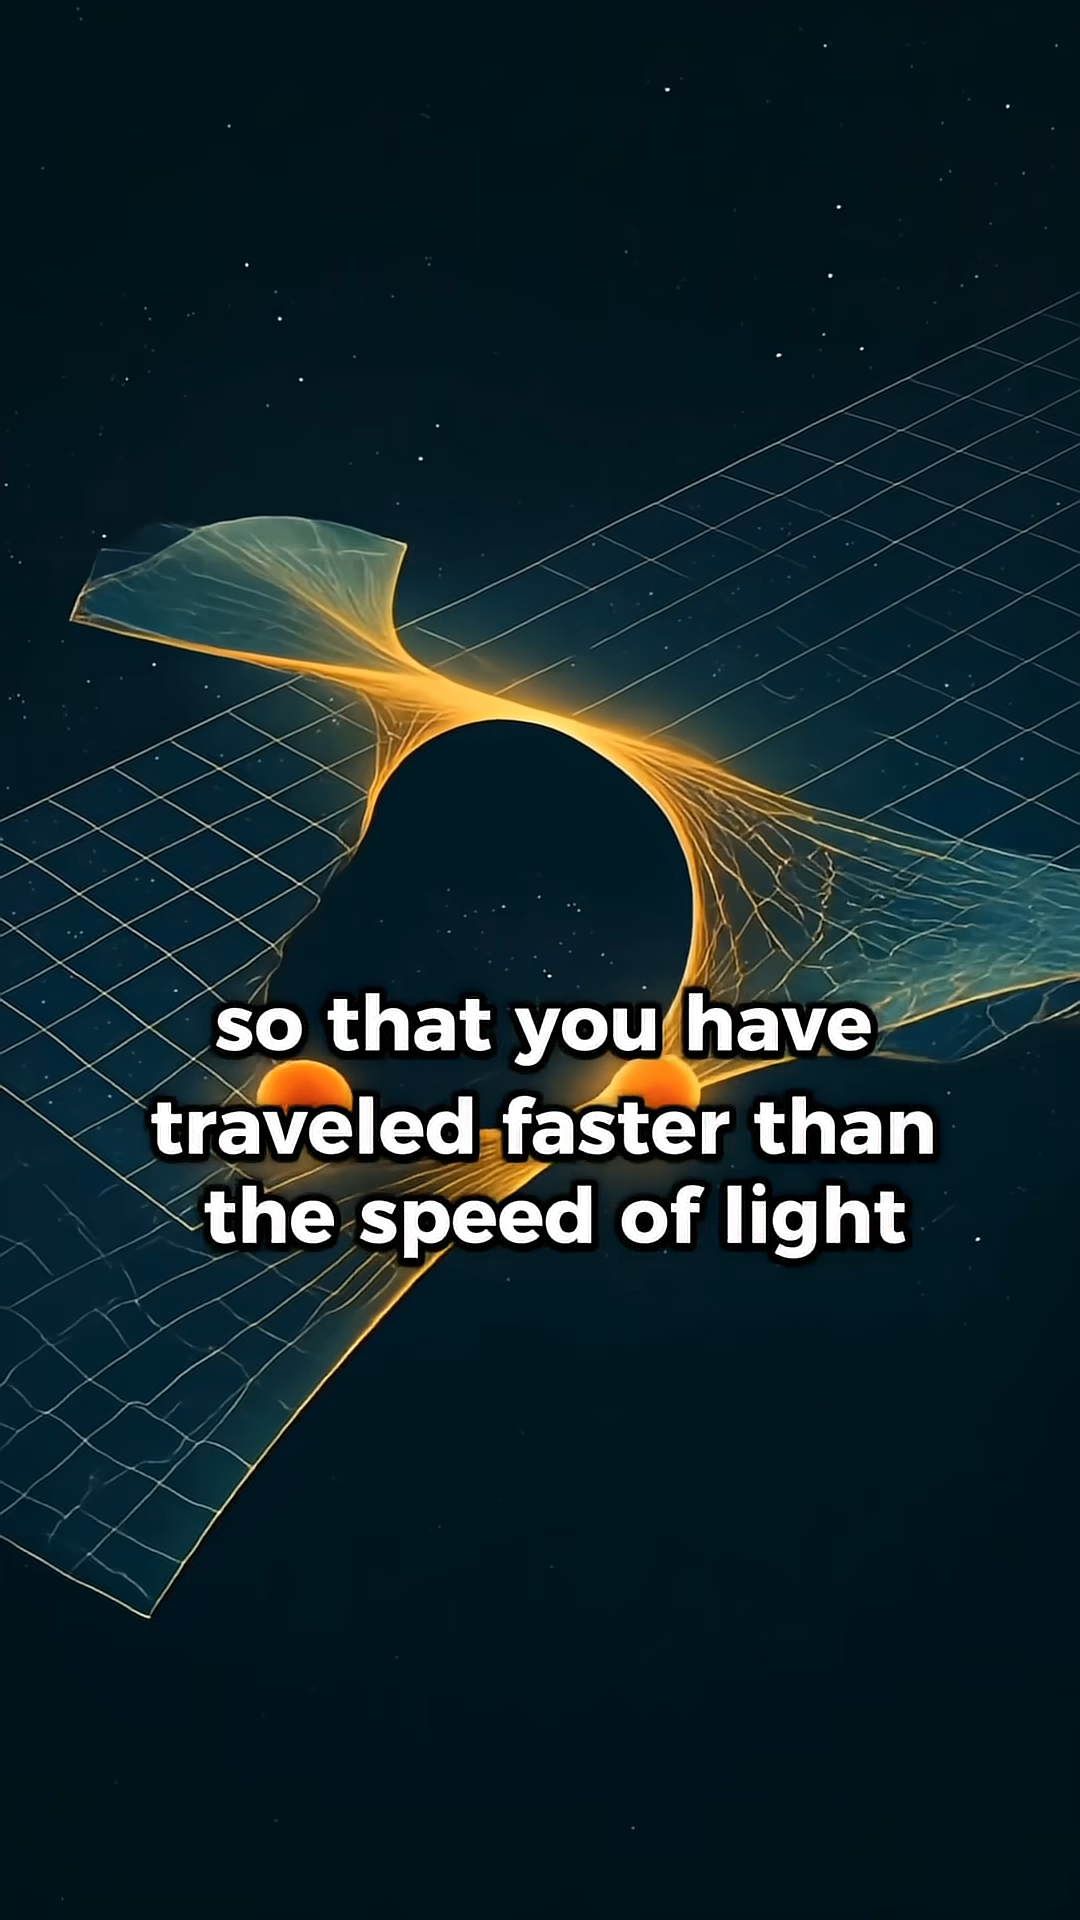 so that you have
traveled faster than
the speed of light